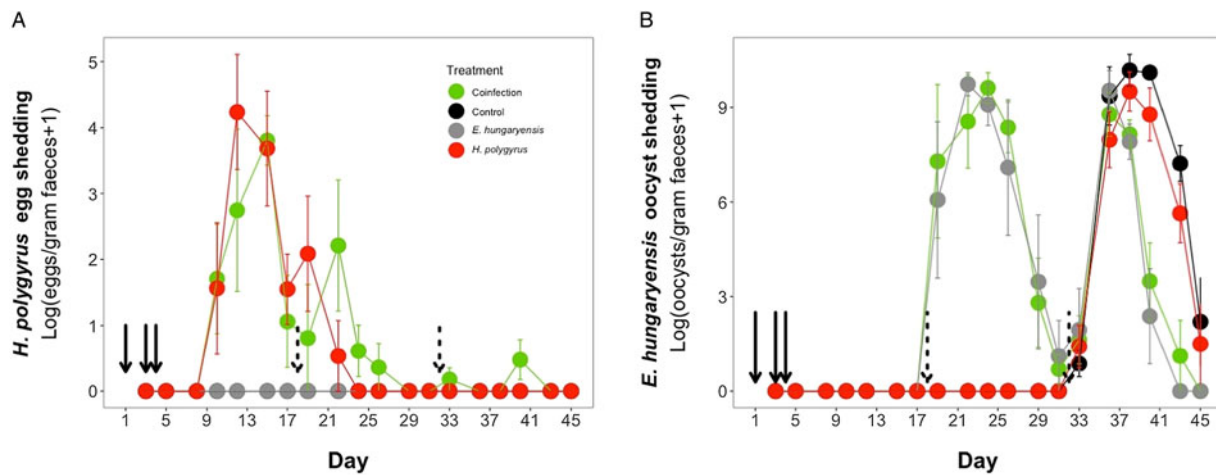 A
H. polygyrus egg shedding
Log(eggs/gram faeces+1)
5
4
3
2
1
0
Treatment
Coinfection
Control
E. hungaryensis
H. polygyrus
1 5 9 13 17 21 25 29 33 37 41 45
Day
B
E. hungaryensis oocyst shedding
Log(oocysts/gram faeces+1)
9
6
3
0
1 5 9 13 17 21 25 29 33 37 41 45
Day